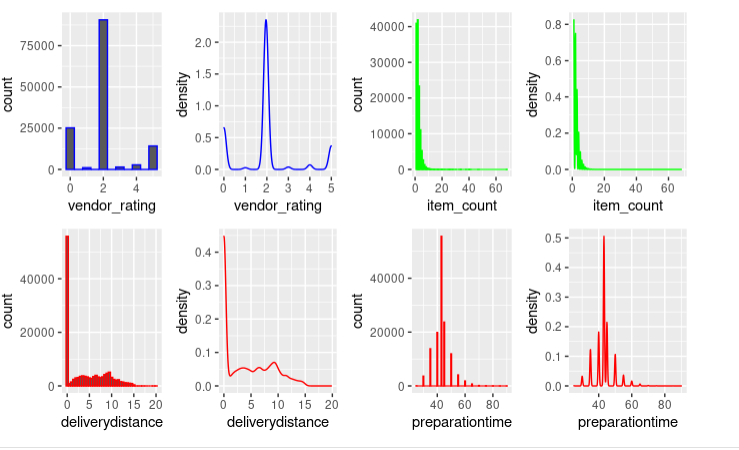 count
75000
50000
25000
0
0 2 4
vendor_rating
density
2.0
1.5
1.0
0.5
0.0
0 1 2 3 4 5
vendor_rating
count
40000
30000
20000
10000
0
0 20 40 60
item_count
density
0.8
0.6
0.4
0.2
0.0
0 20 40 60
item_count
count
40000
20000
0
0 5 10 15 20
deliverydistance
density
0.4
0.3
0.2
0.1
0.0
0 5 10 15 20
deliverydistance
count
40000
20000
0
40 60 80
preparationtime
density
0.5
0.4
0.3
0.2
0.1
0.0
40 60 80
preparationtime